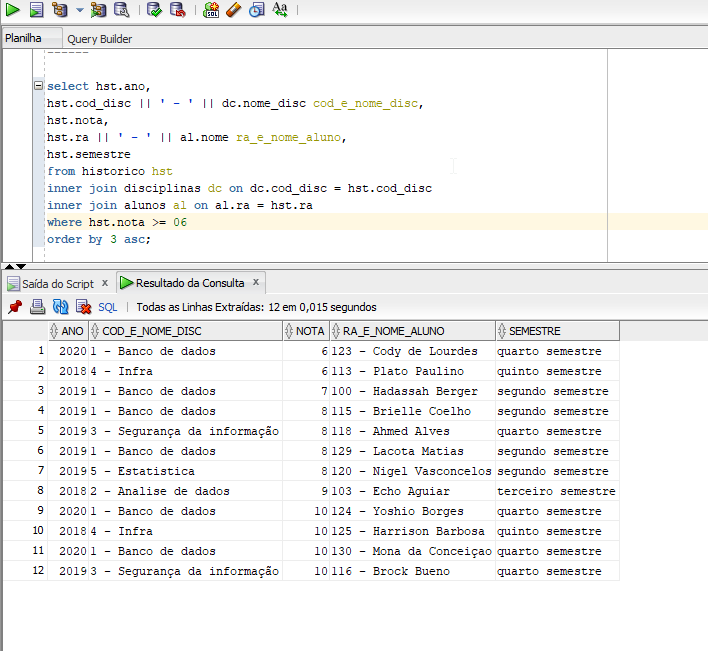 SQL
Aa
Planilha
Query Builder
------
select hst.ano,
hst.cod_disc || ' - ' || dc.nome_disc cod_e_nome_disc,
hst.nota,
hst.ra || ' - ' || al.nome ra_e_nome_aluno,
hst.semestre
from historico hst
inner join disciplinas dc on dc.cod_disc = hst.cod_disc
inner join alunos al on al.ra = hst.ra
where hst.nota >= 06
order by 3 asc;
Saída do Script x
Resultado da Consulta x
SQL | Todas as Linhas Extraídas: 12 em 0,015 segundos
ANO COD_E_NOME_DISC NOTA RA_E_NOME_ALUNO SEMESTRE
1 2020 1 - Banco de dados 6 123 - Cody de Lourdes quarto semestre
2 2018 4 - Infra 6 113 - Plato Paulino quinto semestre
3 2019 1 - Banco de dados 7 100 - Hadassah Berger segundo semestre
4 2019 1 - Banco de dados 8 115 - Brielle Coelho segundo semestre
5 2019 3 - Segurança da informação 8 118 - Ahmed Alves quarto semestre
6 2019 1 - Banco de dados 8 129 - Lacota Matias segundo semestre
7 2019 5 - Estatistica 8 120 - Nigel Vasconcelos segundo semestre
8 2018 2 - Analise de dados 9 103 - Echo Aguiar terceiro semestre
9 2020 1 - Banco de dados 10 124 - Yoshio Borges quarto semestre
10 2018 4 - Infra 10 125 - Harrison Barbosa quinto semestre
11 2020 1 - Banco de dados 10 130 - Mona da Conceiçao quarto semestre
12 2019 3 - Segurança da informação 10 116 - Brock Bueno quarto semestre